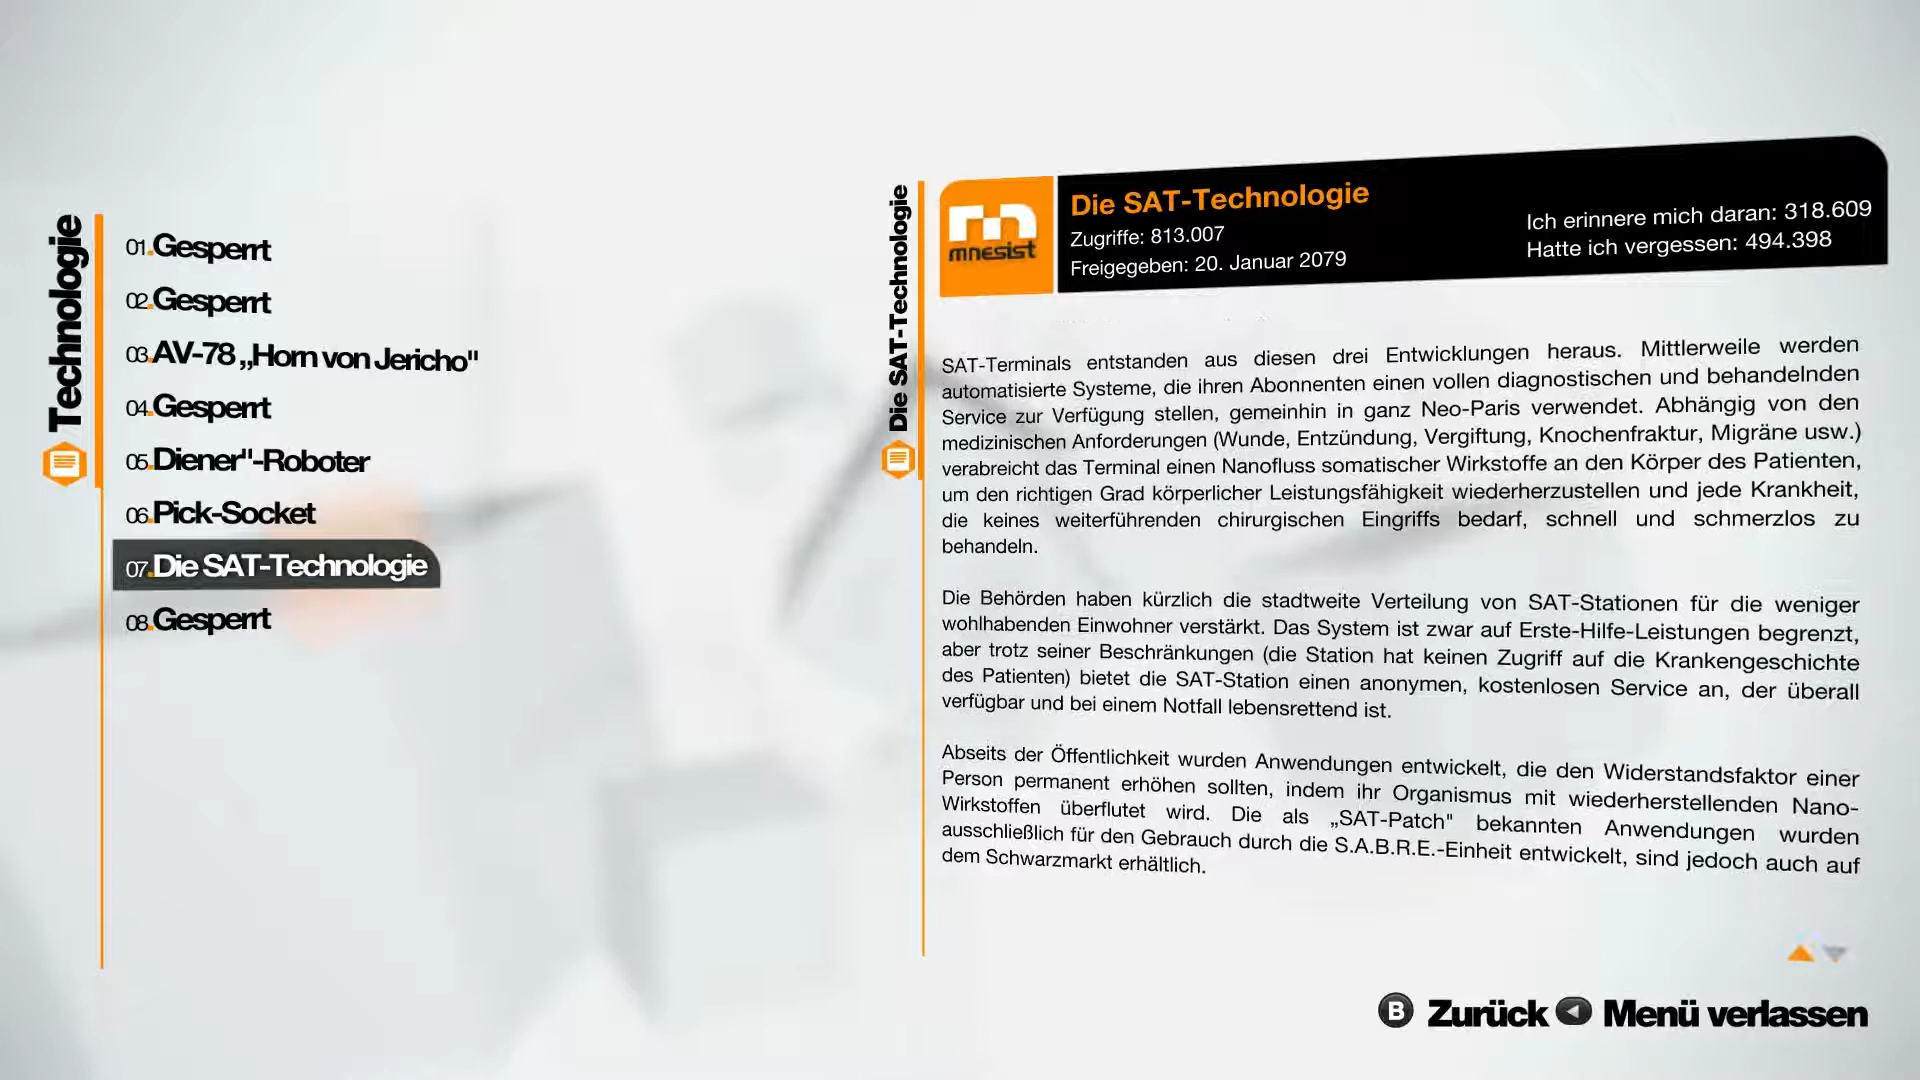 Technologie
01.Gesperrt
02.Gesperrt
03.AV-78 „Horn von Jericho"
04.Gesperrt
05.Diener"-Roboter
06.Pick-Socket
07.Die SAT-Technologie
08.Gesperrt
Die SAT-Technologie
mnesist
Die SAT-Technologie
Zugriffe: 813.007
Freigegeben: 20. Januar 2079
Ich erinnere mich daran: 318.609
Hatte ich vergessen: 494.398
SAT-Terminals entstanden aus diesen drei Entwicklungen heraus. Mittlerweile werden
automatisierte Systeme, die ihren Abonnenten einen vollen diagnostischen und behandelnden
Service zur Verfügung stellen, gemeinhin in ganz Neo-Paris verwendet. Abhängig von den
medizinischen Anforderungen (Wunde, Entzündung, Vergiftung, Knochenfraktur, Migräne usw.)
verabreicht das Terminal einen Nanofluss somatischer Wirkstoffe an den Körper des Patienten,
um den richtigen Grad körperlicher Leistungsfähigkeit wiederherzustellen und jede Krankheit,
die keines weiterführenden chirurgischen Eingriffs bedarf, schnell und schmerzlos zu
behandeln.
Die Behörden haben kürzlich die stadtweite Verteilung von SAT-Stationen für die weniger
wohlhabenden Einwohner verstärkt. Das System ist zwar auf Erste-Hilfe-Leistungen begrenzt,
aber trotz seiner Beschränkungen (die Station hat keinen Zugriff auf die Krankengeschichte
des Patienten) bietet die SAT-Station einen anonymen, kostenlosen Service an, der überall
verfügbar und bei einem Notfall lebensrettend ist.
Abseits der Öffentlichkeit wurden Anwendungen entwickelt, die den Widerstandsfaktor einer
Person permanent erhöhen sollten, indem ihr Organismus mit wiederherstellenden Nano-
Wirkstoffen überflutet wird. Die als „SAT-Patch" bekannten Anwendungen wurden
ausschließlich für den Gebrauch durch die S.A.B.R.E.-Einheit entwickelt, sind jedoch auch auf
dem Schwarzmarkt erhältlich.
B Zurück Menü verlassen